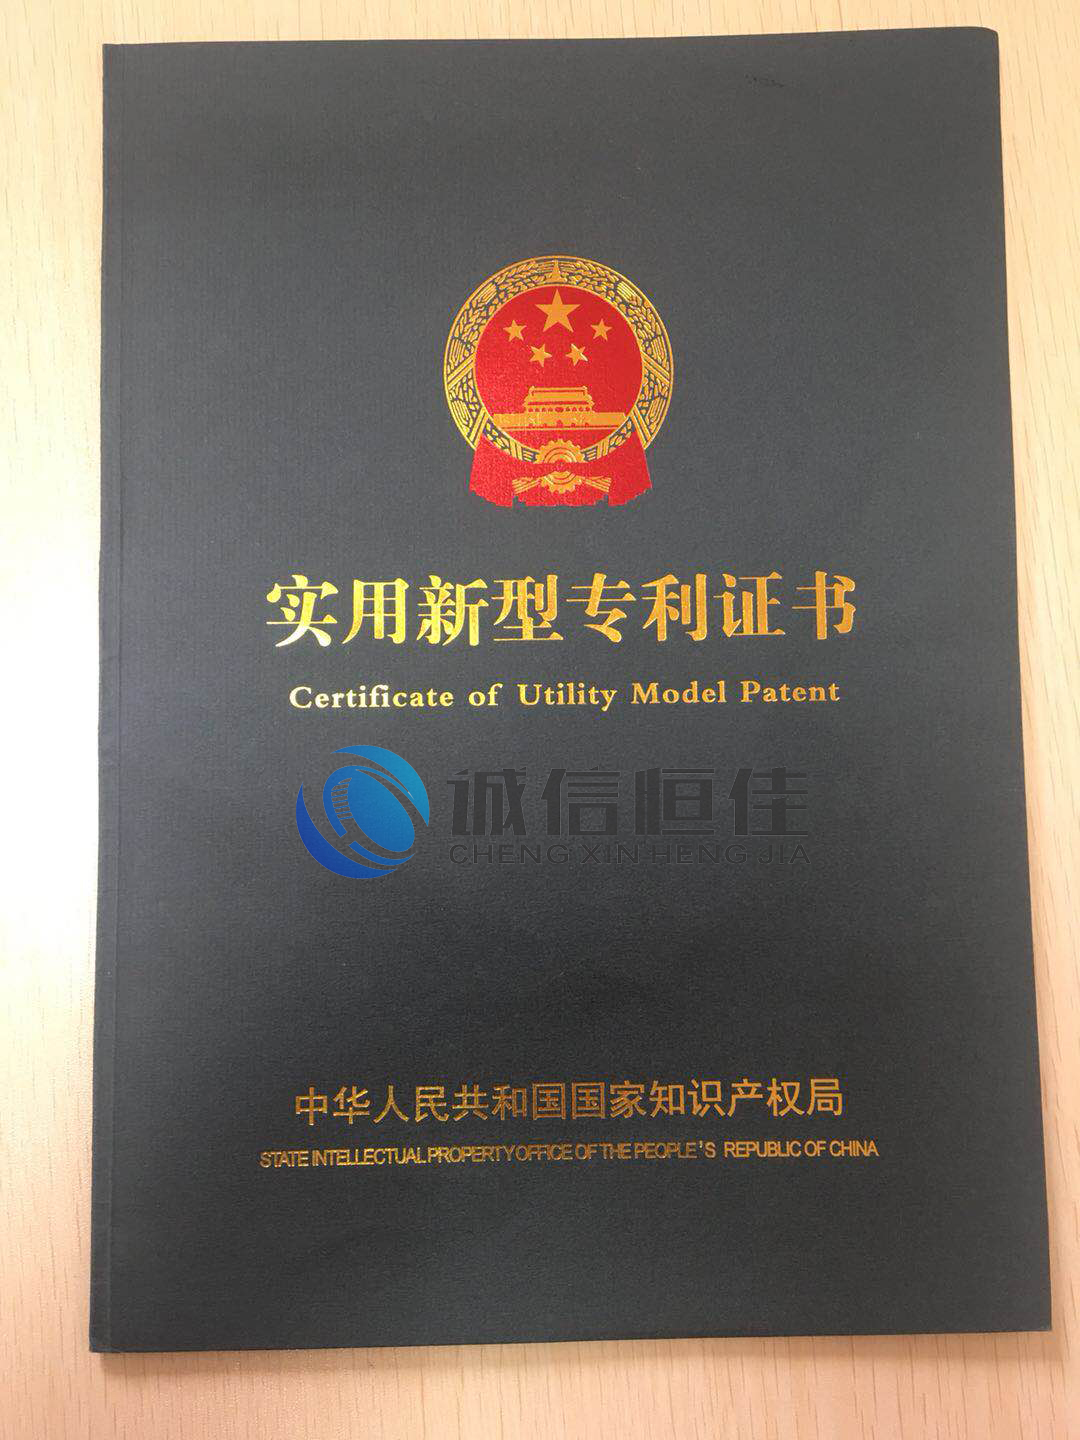 实用新型专利证书
Certificate of Utility Model Patent
诚信恒佳
CHENG XIN HENG JIA
中华人民共和国国家知识产权局
STATE INTELLECTUAL PROPERTY OFFICE OF THE PEOPLE'S REPUBLIC OF CHINA